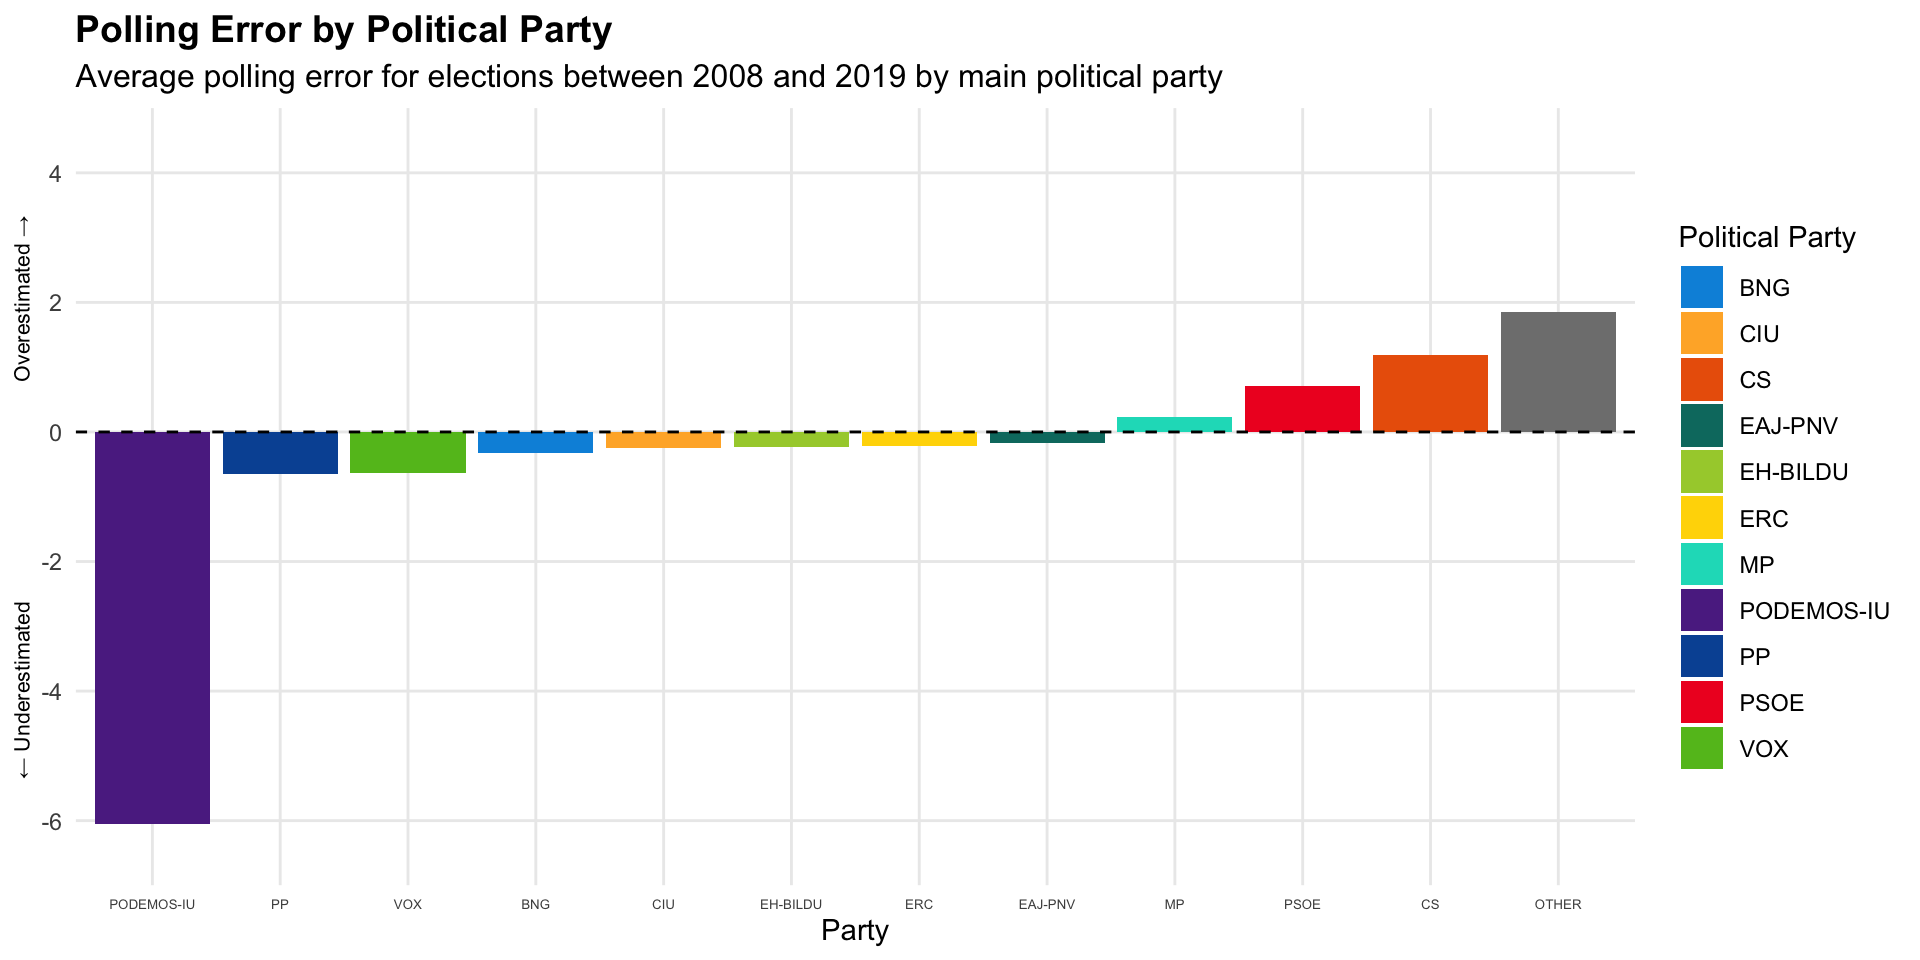 Polling Error by Political Party
Average polling error for elections between 2008 and 2019 by main political party
4
2
0
-2
-4
-6
Overestimated →
← Underestimated
PODEMOS-IU PP VOX BNG CIU EH-BILDU ERC EAJ-PNV MP PSOE CS OTHER
Party
Political Party
BNG
CIU
CS
EAJ-PNV
EH-BILDU
ERC
MP
PODEMOS-IU
PP
PSOE
VOX